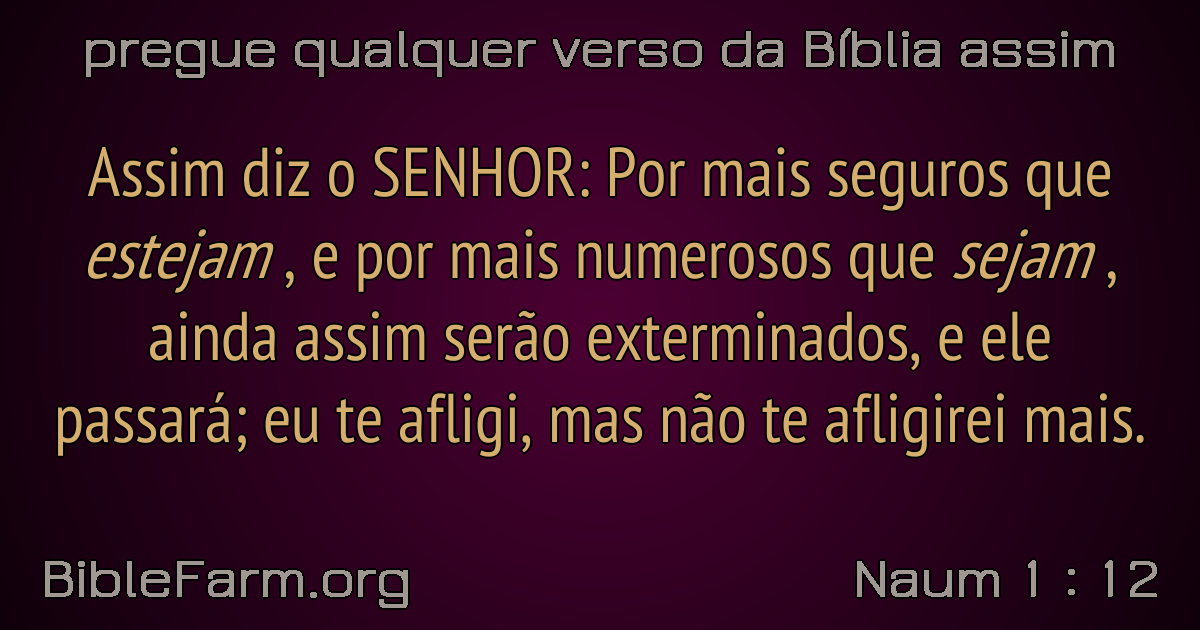 pregue qualquer verso da Bíblia assim
Assim diz o SENHOR: Por mais seguros que
estejam , e por mais numerosos que sejam ,
ainda assim serão exterminados, e ele
passará; eu te afligi, mas não te afligirei mais.
BibleFarm.org
Naum 1 : 12